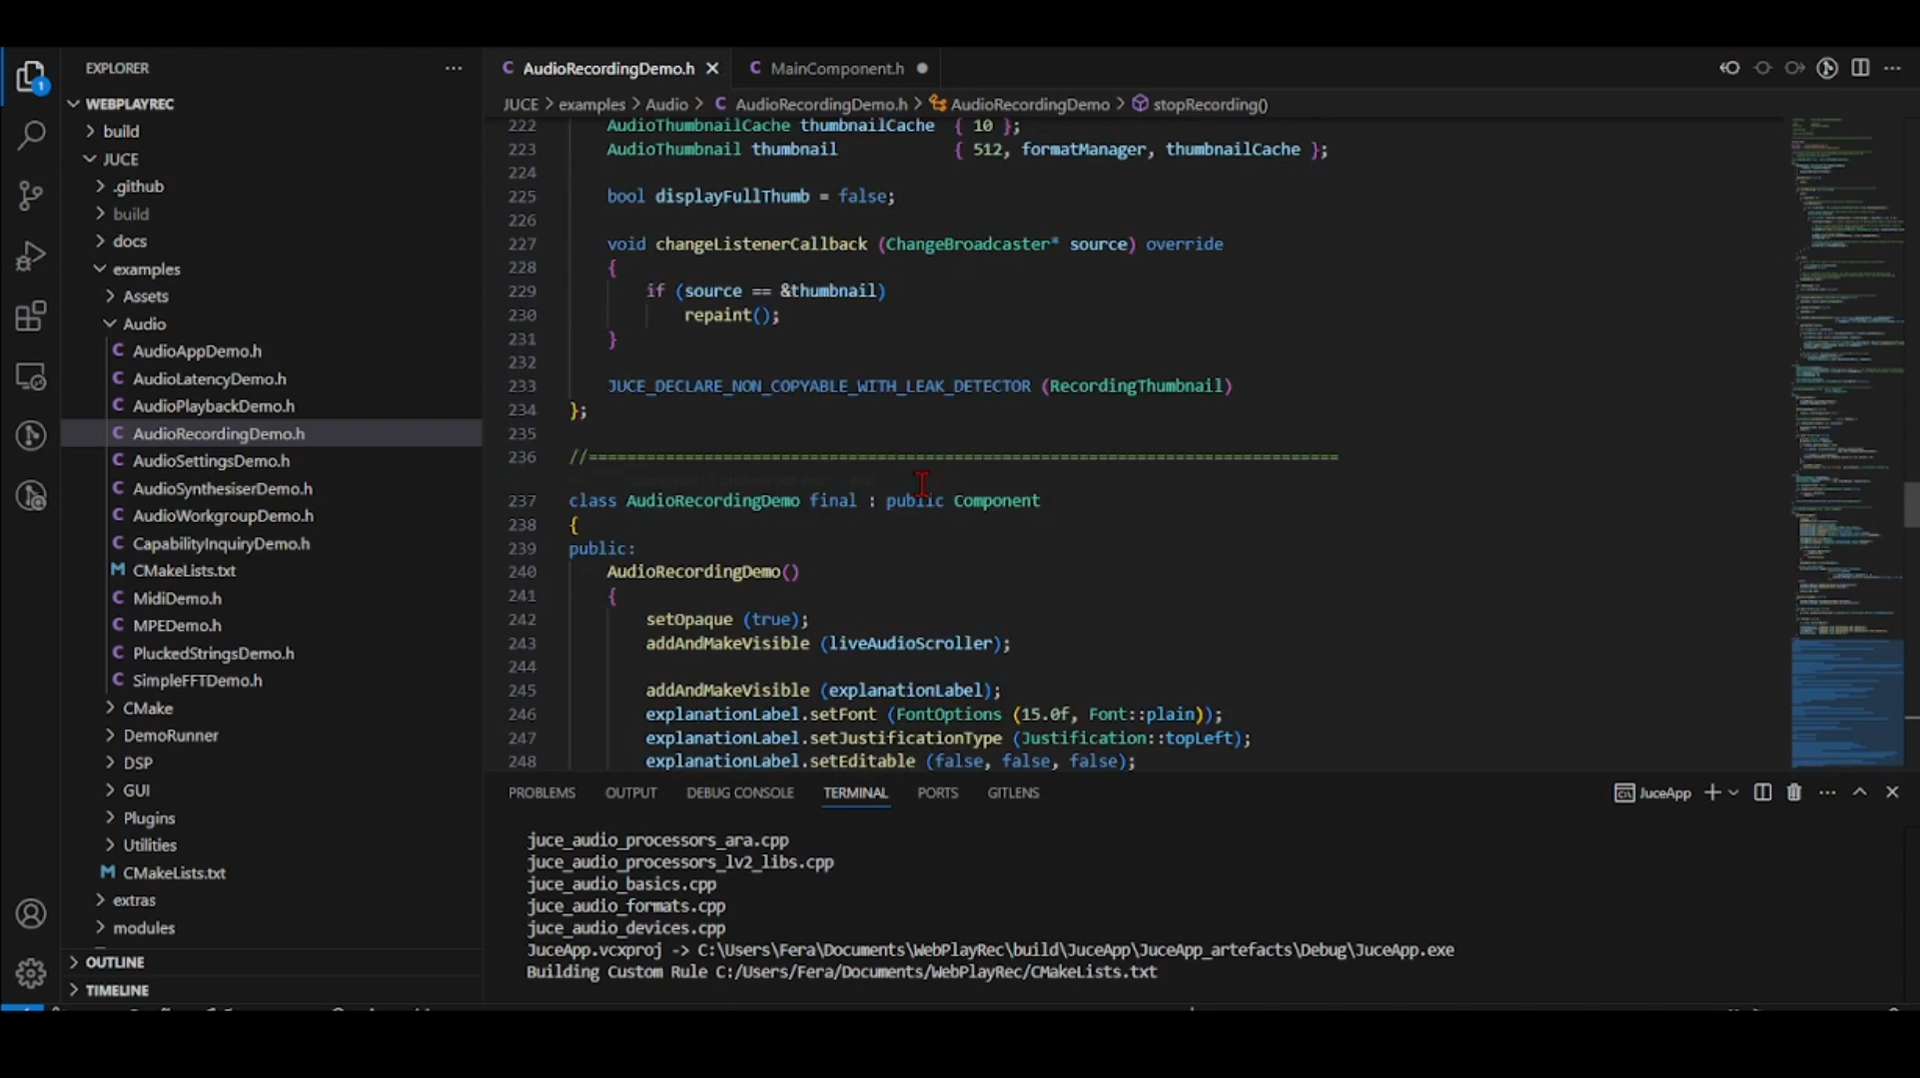 1
EXPLORER
WEBPLAYREC
build
JUCE
.github
build
docs
examples
Assets
Audio
AudioAppDemo.h
AudioLatencyDemo.h
AudioPlaybackDemo.h
AudioRecordingDemo.h
AudioSettingsDemo.h
AudioSynthesiserDemo.h
AudioWorkgroupDemo.h
CapabilityInquiryDemo.h
CMakeLists.txt
MidiDemo.h
MPEDemo.h
PluckedStringsDemo.h
SimpleFFTDemo.h
CMake
DemoRunner
DSP
GUI
Plugins
Utilities
CMakeLists.txt
extras
modules
OUTLINE
TIMELINE
AudioRecordingDemo.h MainComponent.h
JUCE > examples > Audio > AudioRecordingDemo.h > AudioRecordingDemo > stopRecording()
222 AudioThumbnailCache thumbnailCache { 10 };
223 AudioThumbnail thumbnail { 512, formatManager, thumbnailCache };
224
225 bool displayFullThumb = false;
226
227 void changeListenerCallback (ChangeBroadcaster* source) override
228 {
229 if (source == &thumbnail)
230 repaint();
231 }
232
233 JUCE_DECLARE_NON_COPYABLE_WITH_LEAK_DETECTOR (RecordingThumbnail)
234 };
235
236 //==============================================================================
237 class AudioRecordingDemo final : public Component
238 {
239 public:
240 AudioRecordingDemo()
241 {
242 setOpaque (true);
243 addAndMakeVisible (liveAudioScroller);
244
245 addAndMakeVisible (explanationLabel);
246 explanationLabel.setFont (FontOptions (15.0f, Font::plain));
247 explanationLabel.setJustificationType (Justification::topLeft);
248 explanationLabel.setEditable (false, false, false);
PROBLEMS OUTPUT DEBUG CONSOLE TERMINAL PORTS GITLENS JuceApp
juce_audio_processors_ara.cpp
juce_audio_processors_lv2_libs.cpp
juce_audio_basics.cpp
juce_audio_formats.cpp
juce_audio_devices.cpp
JuceApp.vcxproj -> C:\Users\Fera\Documents\WebPlayRec\build\JuceApp\JuceApp_artefacts\Debug\JuceApp.exe
Building Custom Rule C:/Users/Fera/Documents/WebPlayRec/CMakeLists.txt